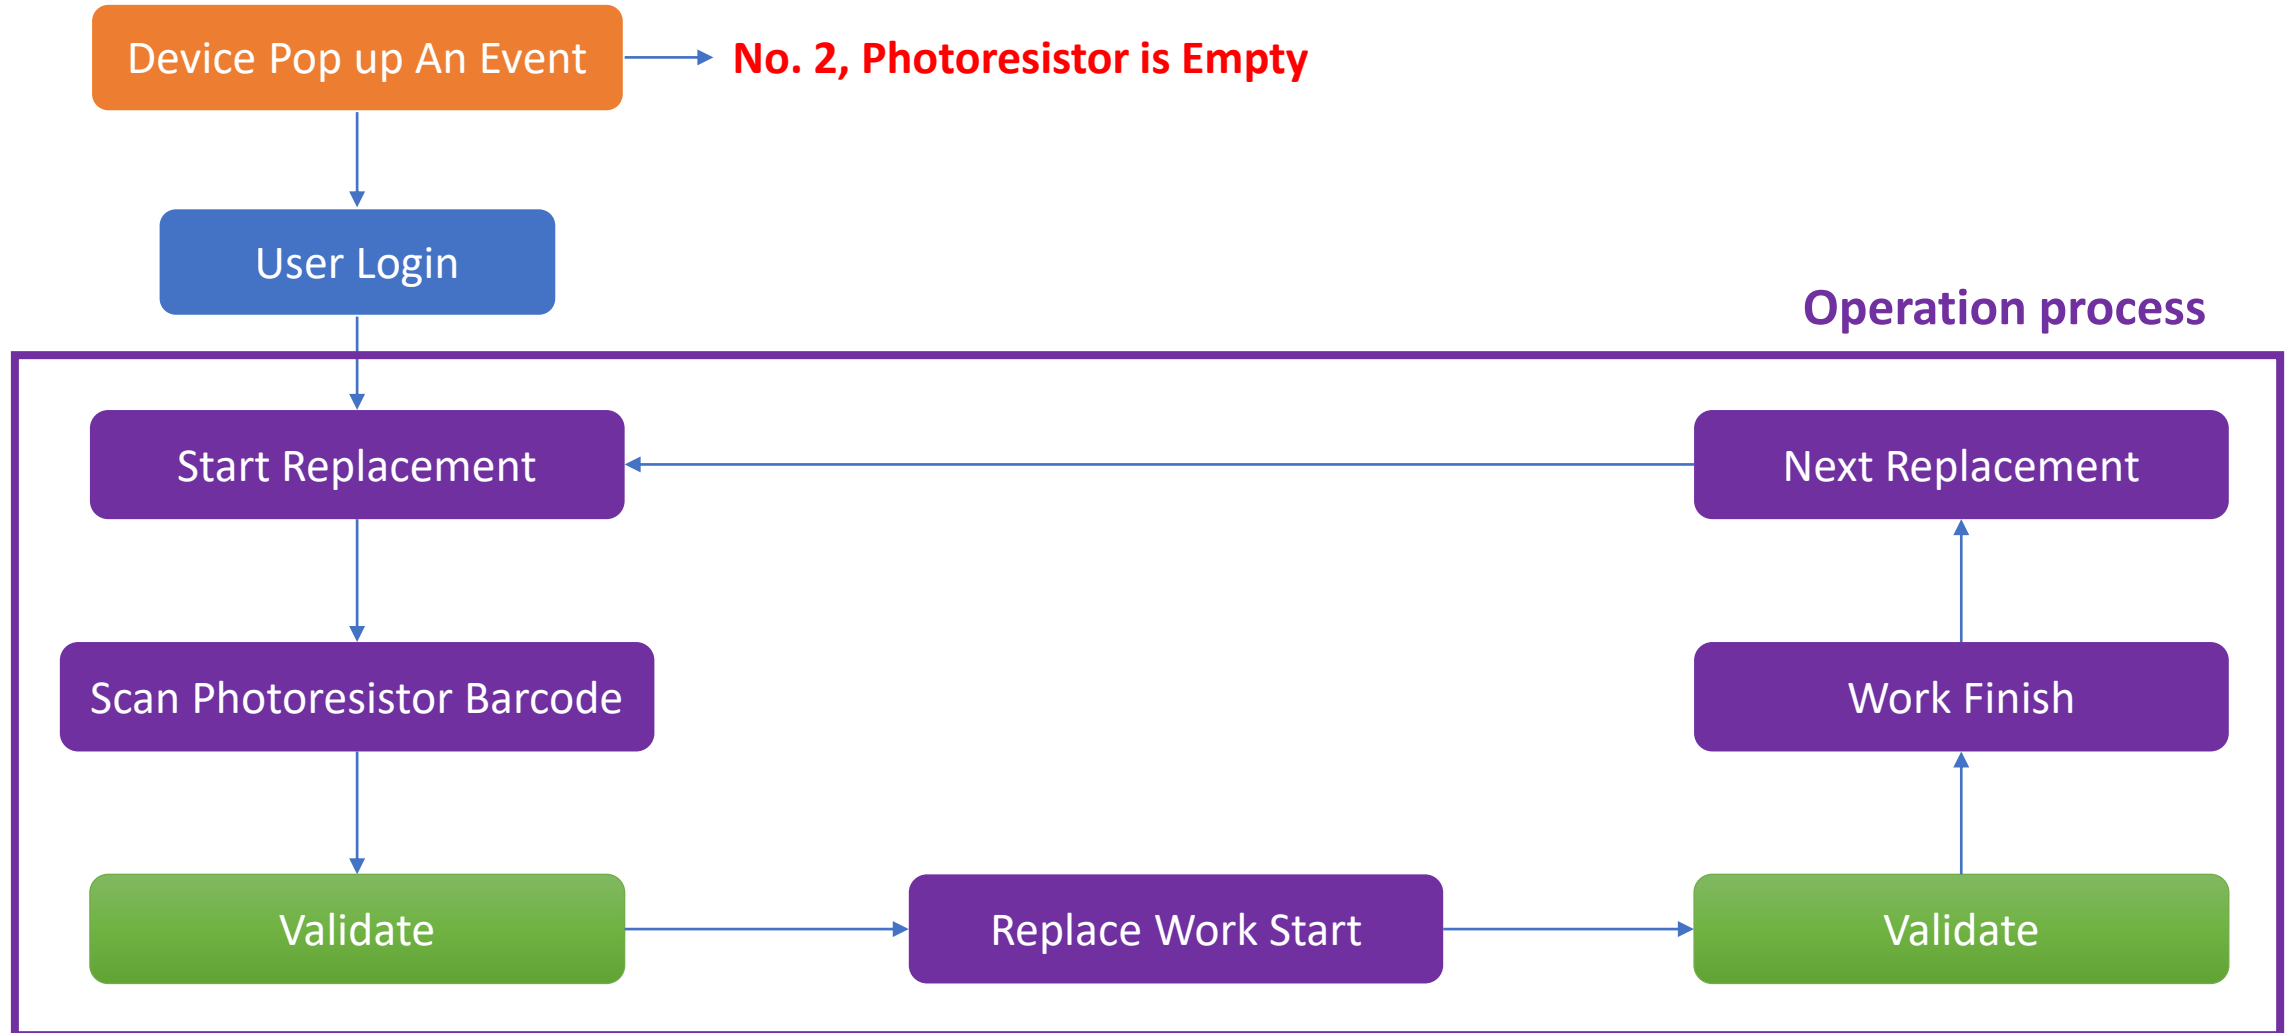 Device Pop up An Event
No. 2, Photoresistor is Empty
User Login
Operation process
Start Replacement
Next Replacement
Scan Photoresistor Barcode
Work Finish
Validate
Replace Work Start
Validate